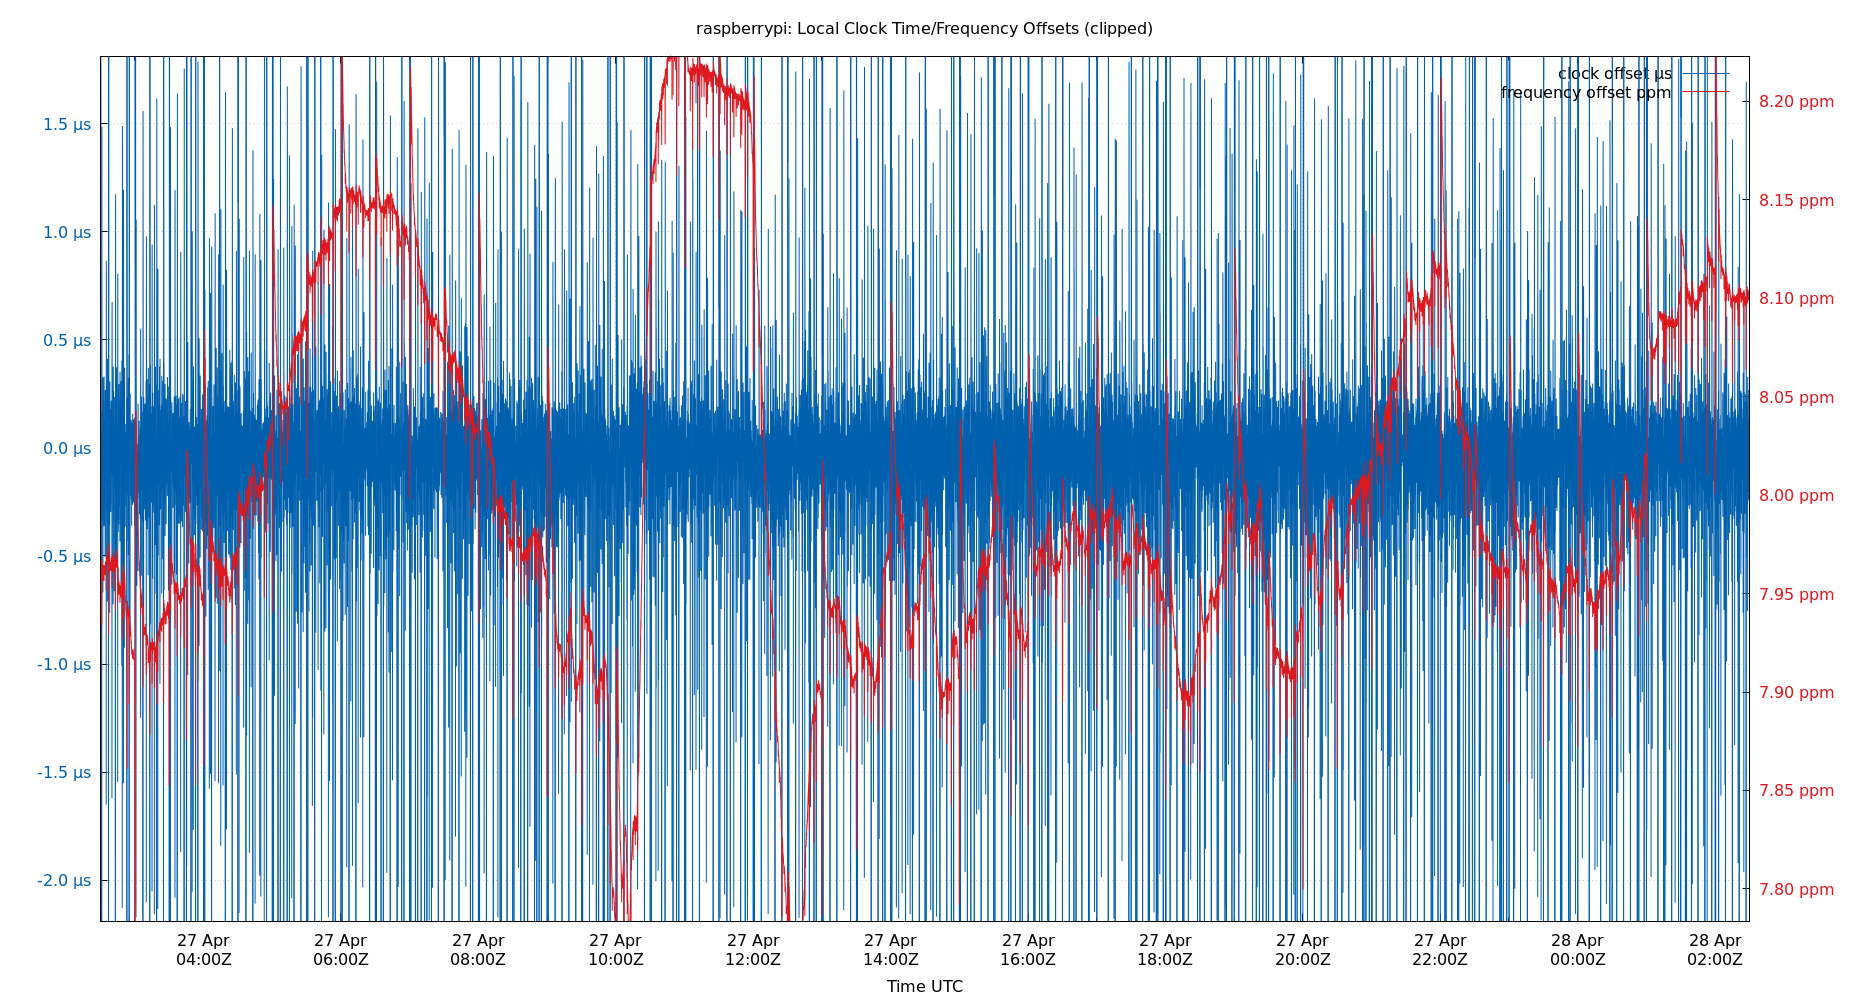 raspberrypi: Local Clock Time/Frequency Offsets (clipped)
clock offset µs
frequency offset ppm
1.5 µs
1.0 µs
0.5 µs
0.0 µs
-0.5 µs
-1.0 µs
-1.5 µs
-2.0 µs
8.20 ppm
8.15 ppm
8.10 ppm
8.05 ppm
8.00 ppm
7.95 ppm
7.90 ppm
7.85 ppm
7.80 ppm
27 Apr
04:00Z
27 Apr
06:00Z
27 Apr
08:00Z
27 Apr
10:00Z
27 Apr
12:00Z
27 Apr
14:00Z
27 Apr
16:00Z
27 Apr
18:00Z
27 Apr
20:00Z
27 Apr
22:00Z
28 Apr
00:00Z
28 Apr
02:00Z
Time UTC